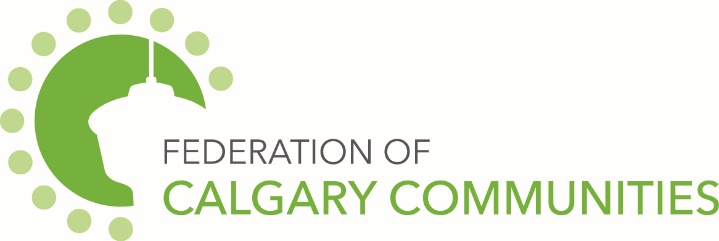 FEDERATION OF
CALGARY COMMUNITIES